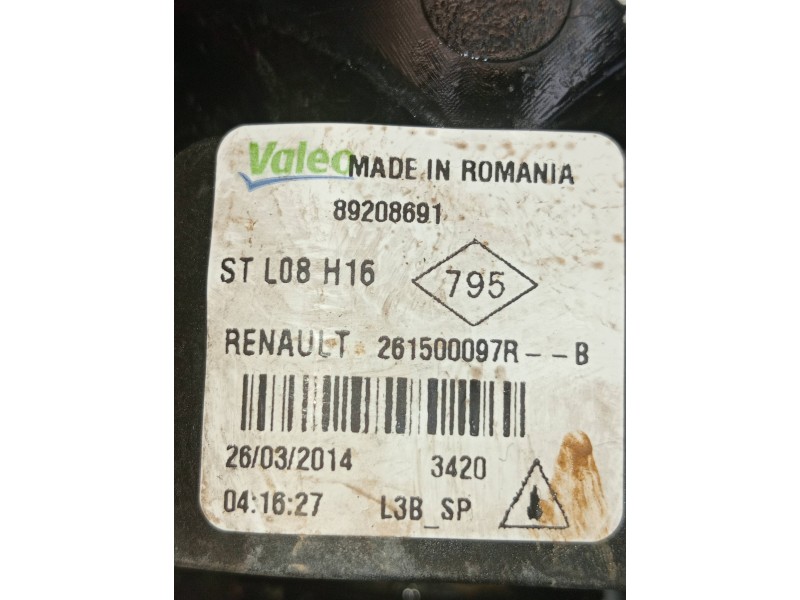 Valeo MADE IN ROMANIA
89208691
ST L08 H16 795
RENAULT 261500097R--B
26/03/2014 3420
04:16:27 L3B_SP